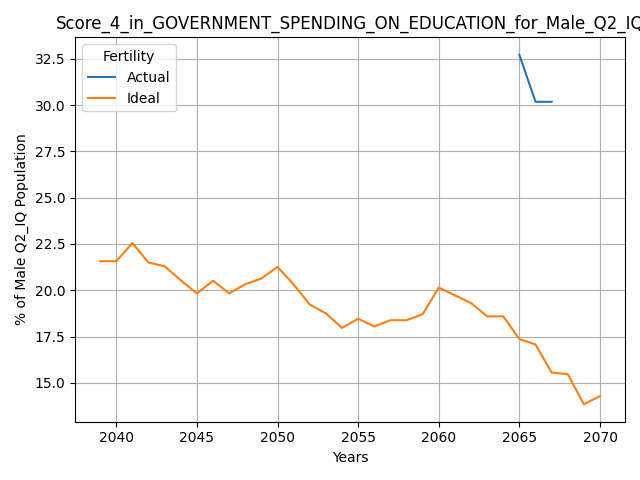 Score_4_in_GOVERNMENT_SPENDING_ON_EDUCATION_for_Male_Q2_IQ
Fertility
Actual
Ideal
% of Male Q2_IQ Population
32.5
30.0
27.5
25.0
22.5
20.0
17.5
15.0
2040 2045 2050 2055 2060 2065 2070
Years